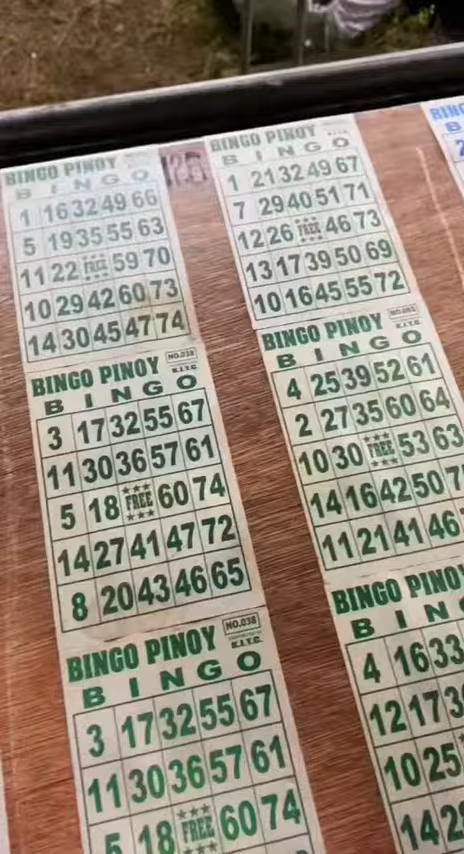 BINGO PINOY
B I N G O
1 16 32 49 66
5 19 35 55 63
11 22 FREE 59 70
10 29 42 60 73
14 30 45 47 74
NO.038
BINGO PINOY
B I N G O
3 17 32 55 67
11 30 36 57 61
5 18 FREE 60 74
14 27 41 47 72
8 20 43 46 65
NO.038
BINGO PINOY
B I N G O
3 17 32 55 67
11 30 36 57 61
5 18 FREE 60 74
BINGO PINOY
B I N G O
1 21 32 49 67
7 29 40 51 71
12 26 FREE 46 73
13 17 39 50 69
10 16 45 55 72
BINGO PINOY
B I N G O
4 25 39 52 61
2 27 35 60 64
10 30 FREE 53 63
14 16 42 50
11 21 41 46
BINGO PINOY
B I N
4 16 33
12 17
10 25
14
BING
B